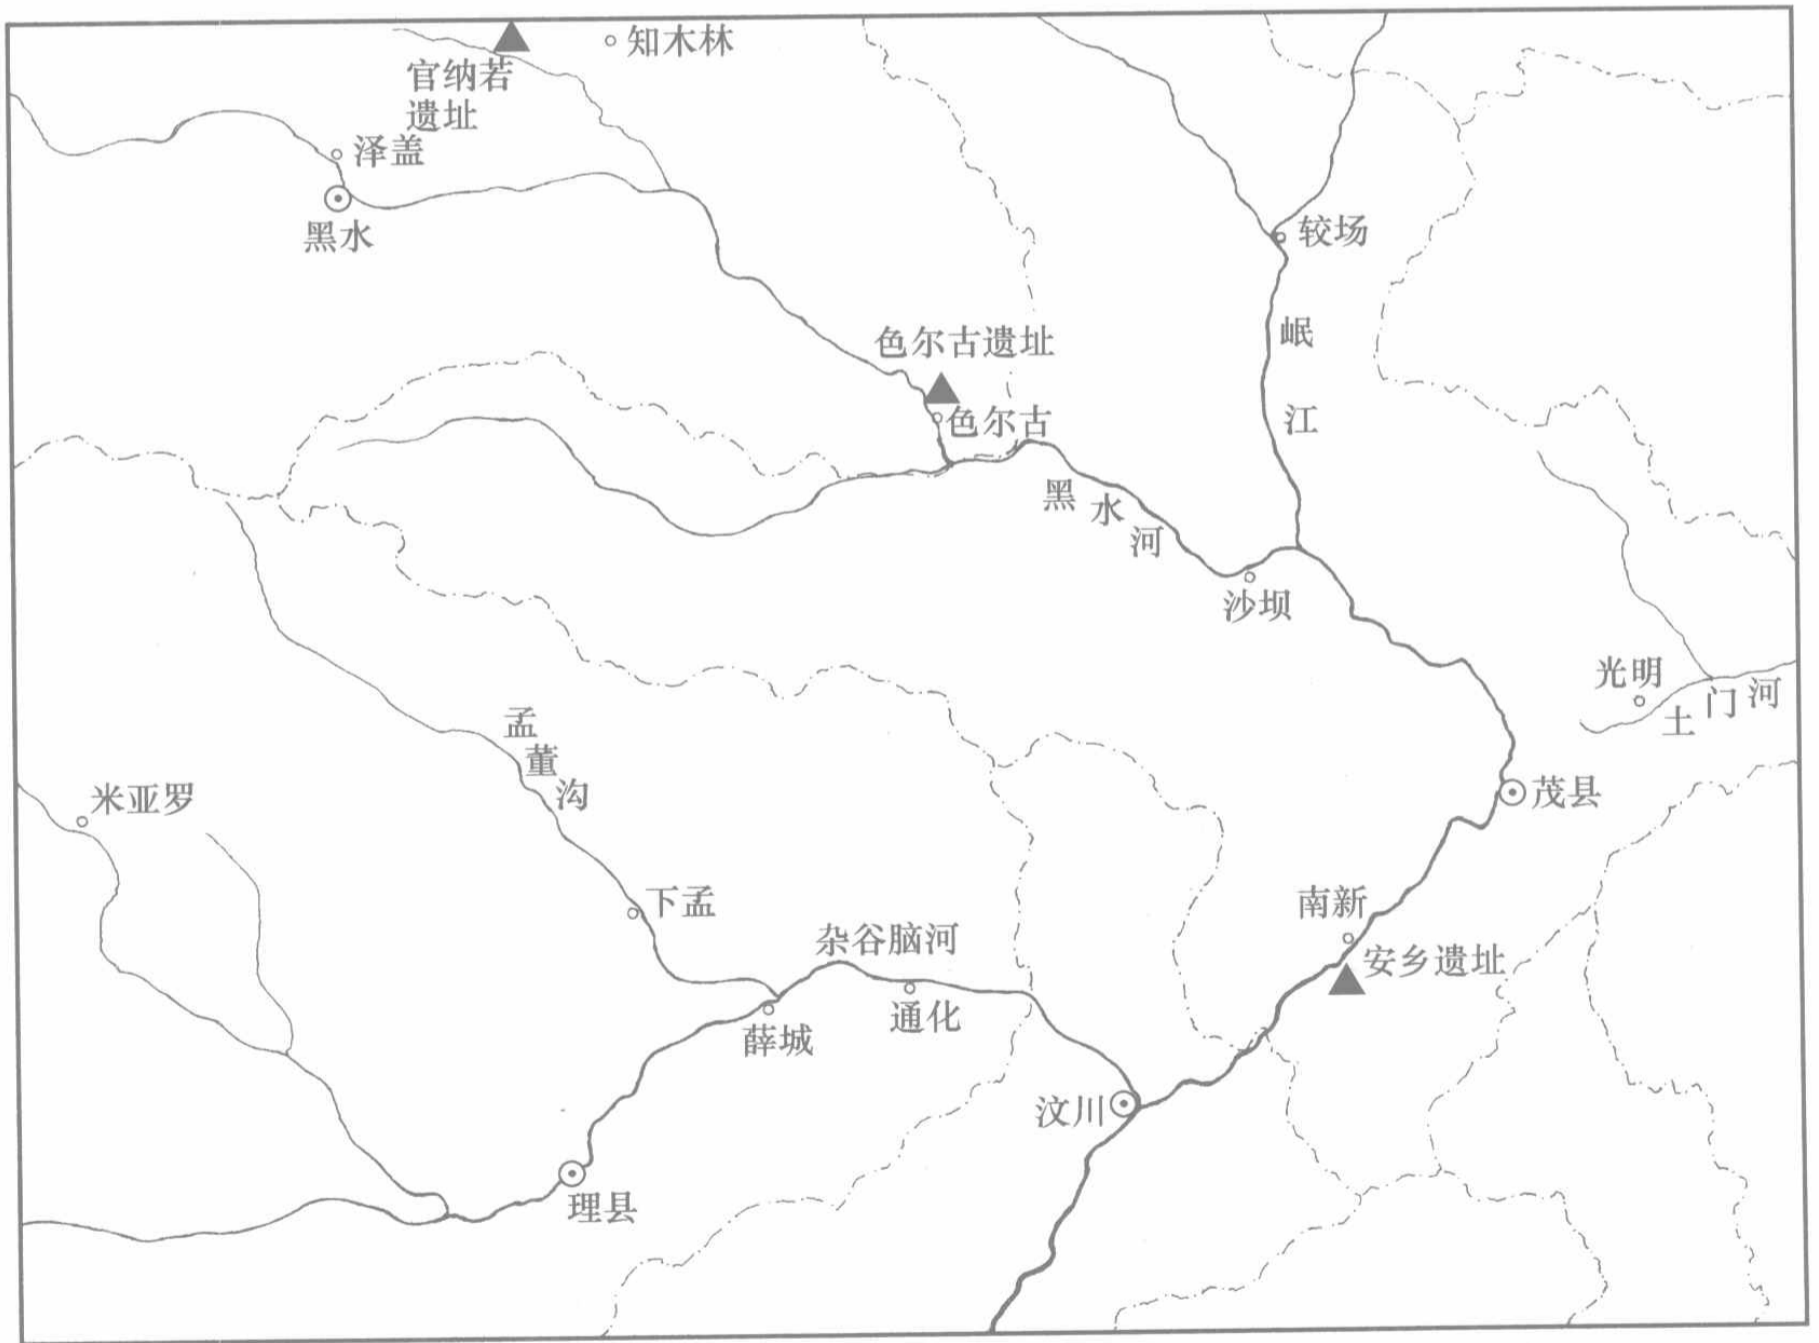 知木林
官纳若
遗址
泽盖
黑水
较场
岷
江
色尔古遗址
色尔古
黑
水
河
沙坝
光明
土
门
河
孟
董
沟
米亚罗
茂县
下孟
南新
杂谷脑河
安乡遗址
通化
薛城
汶川
理县